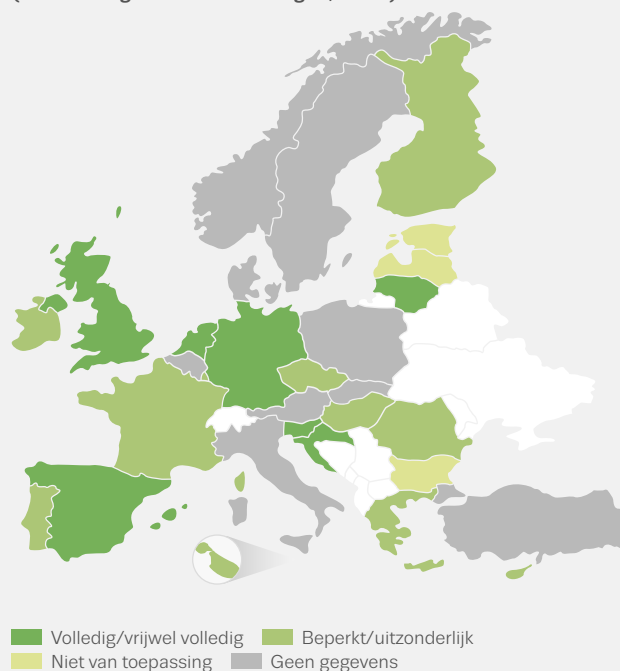 Volledig/vrijwel volledig
Beperkt/uitzonderlijk
Niet van toepassing
Geen gegevens